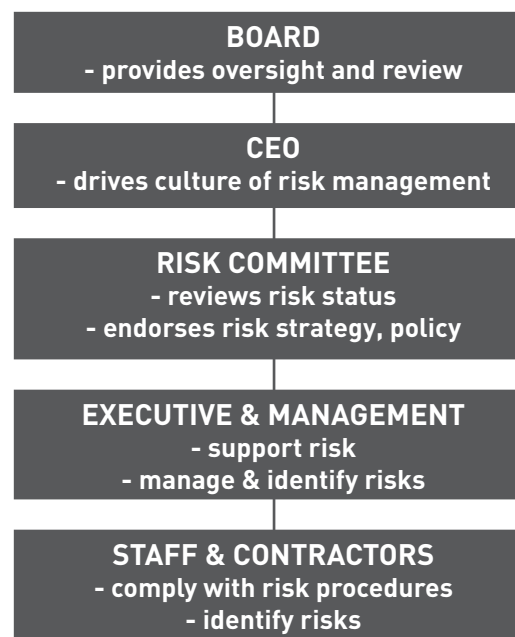 BOARD
- provides oversight and review
CEO
- drives culture of risk management
RISK COMMITTEE
- reviews risk status
- endorses risk strategy, policy
EXECUTIVE & MANAGEMENT
- support risk
- manage & identify risks
STAFF & CONTRACTORS
- comply with risk procedures
- identify risks